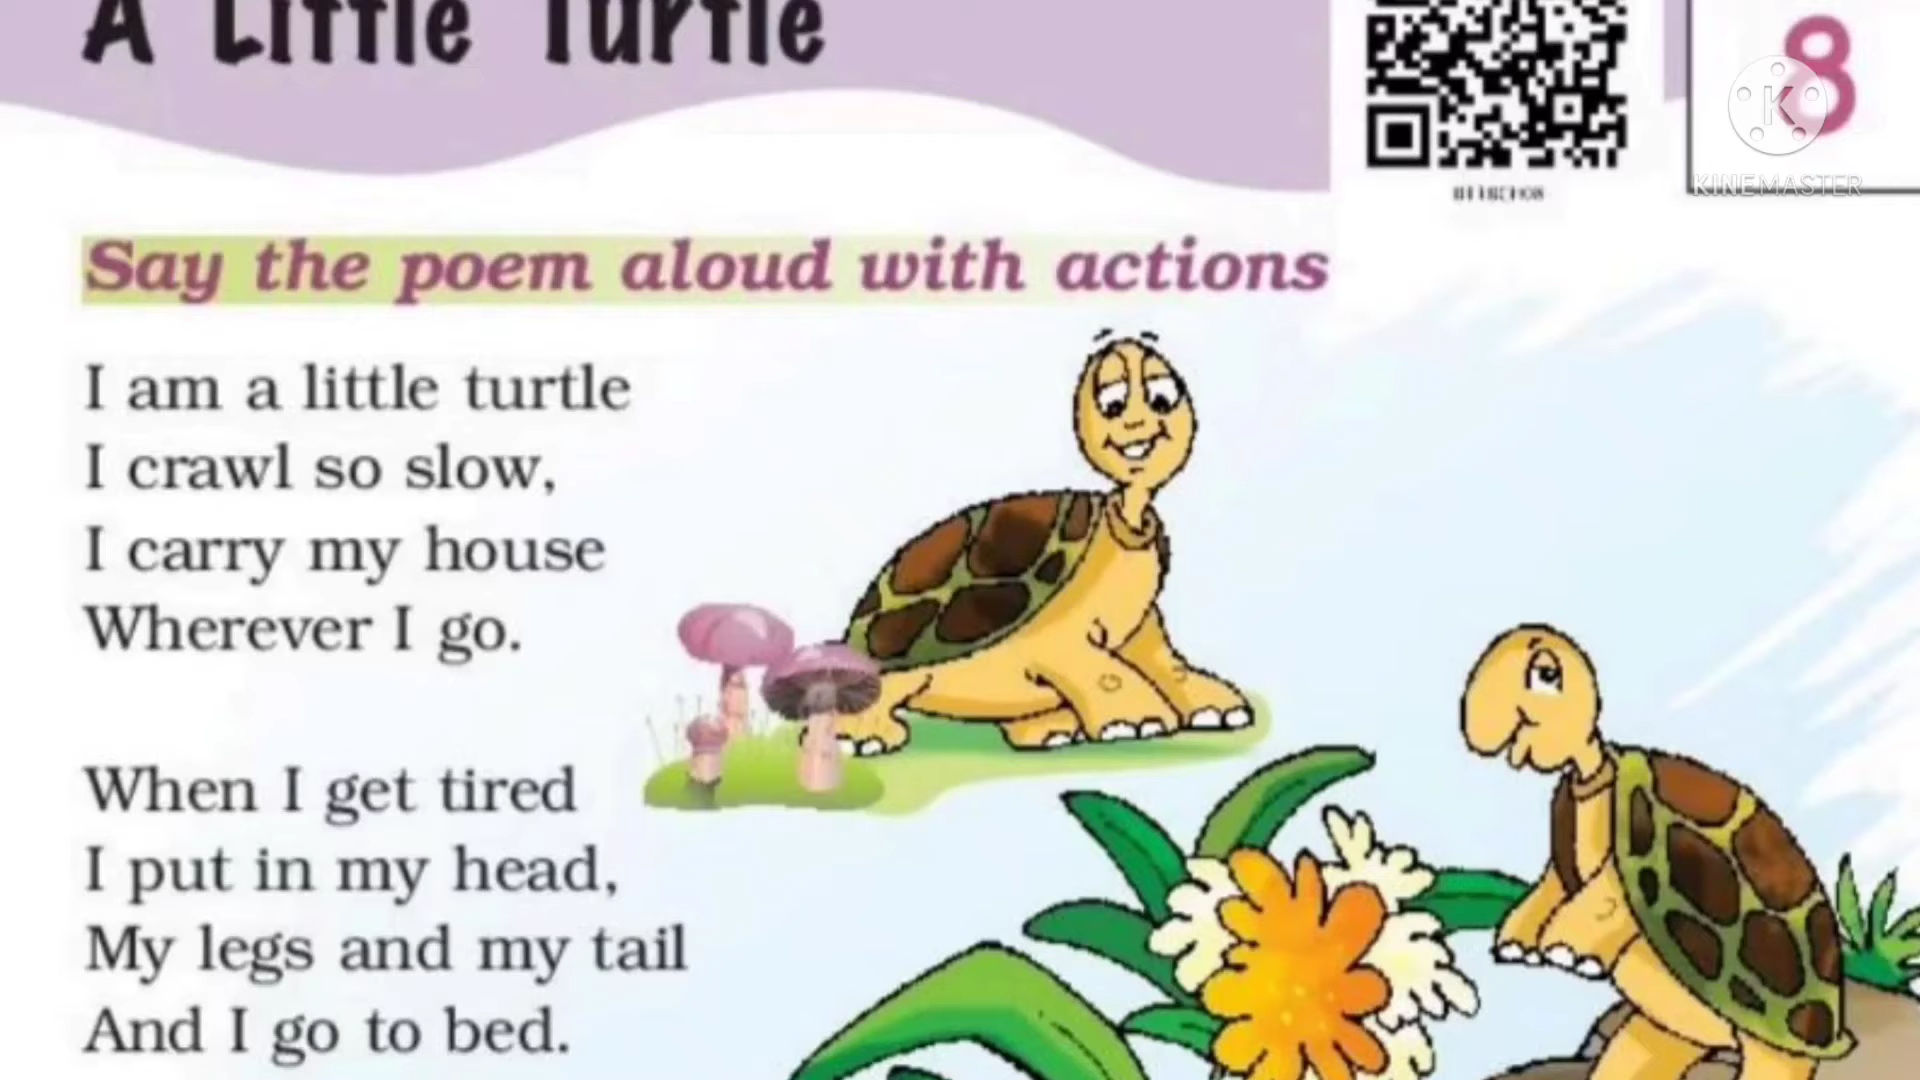 A Little Turtle
8
KINEMASTER
Say the poem aloud with actions
I am a little turtle
I crawl so slow,
I carry my house
Wherever I go.
When I get tired
I put in my head,
My legs and my tail
And I go to bed.